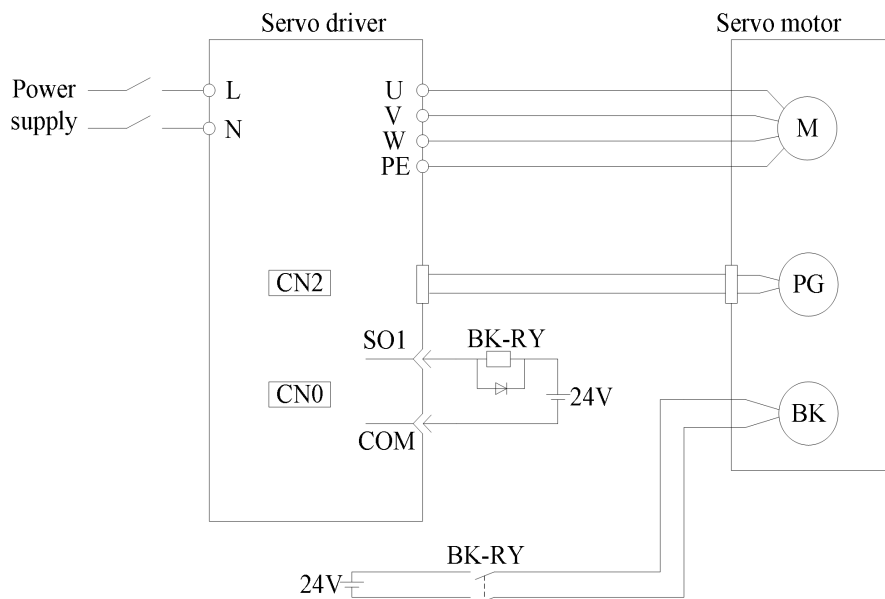 Servo driver
Servo motor
Power
supply
L
N
U
V
W
PE
M
CN2
PG
SO1
BK-RY
CN0
24V
COM
BK
BK-RY
24V